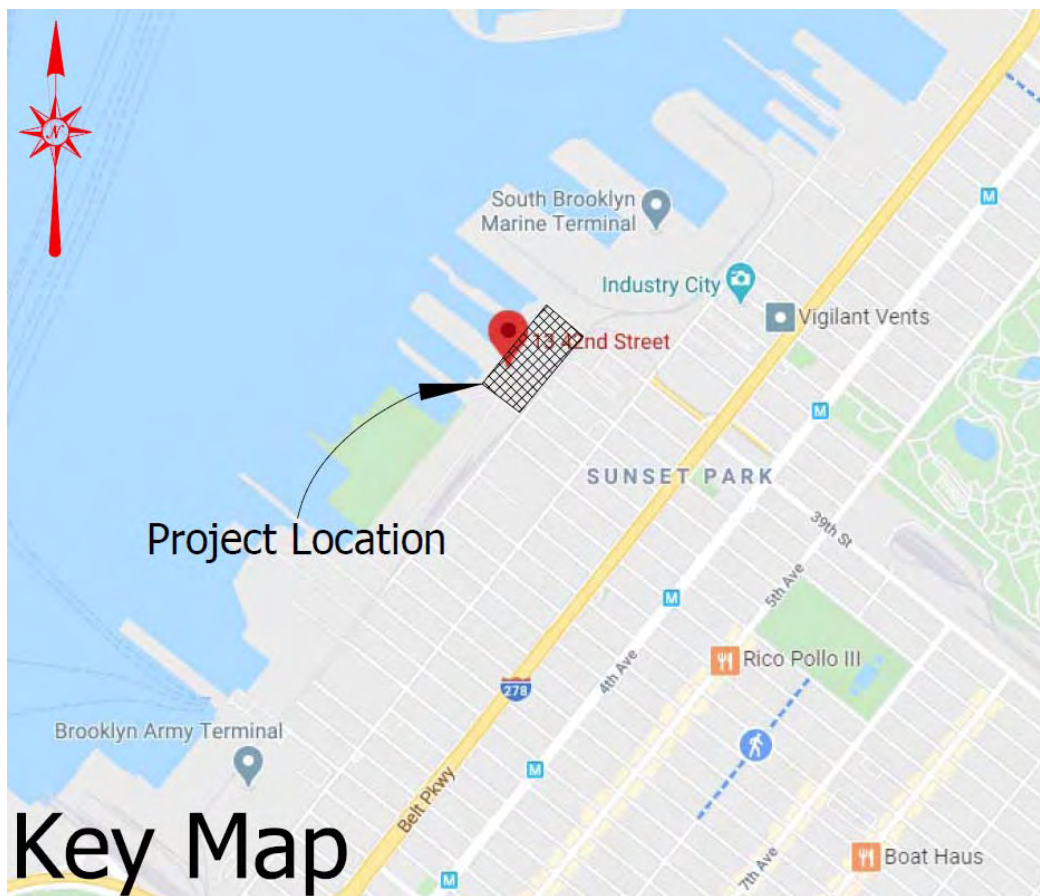 N
South Brooklyn
Marine Terminal
M
Industry City
Vigilant Vents
13 42nd Street
M
SUNSET PARK
39th St
Project Location
5th Ave
M
Rico Pollo III
4th Ave
278
Brooklyn Army Terminal
M
Belt Pkwy
Key Map
Boat Haus
7th Ave
M